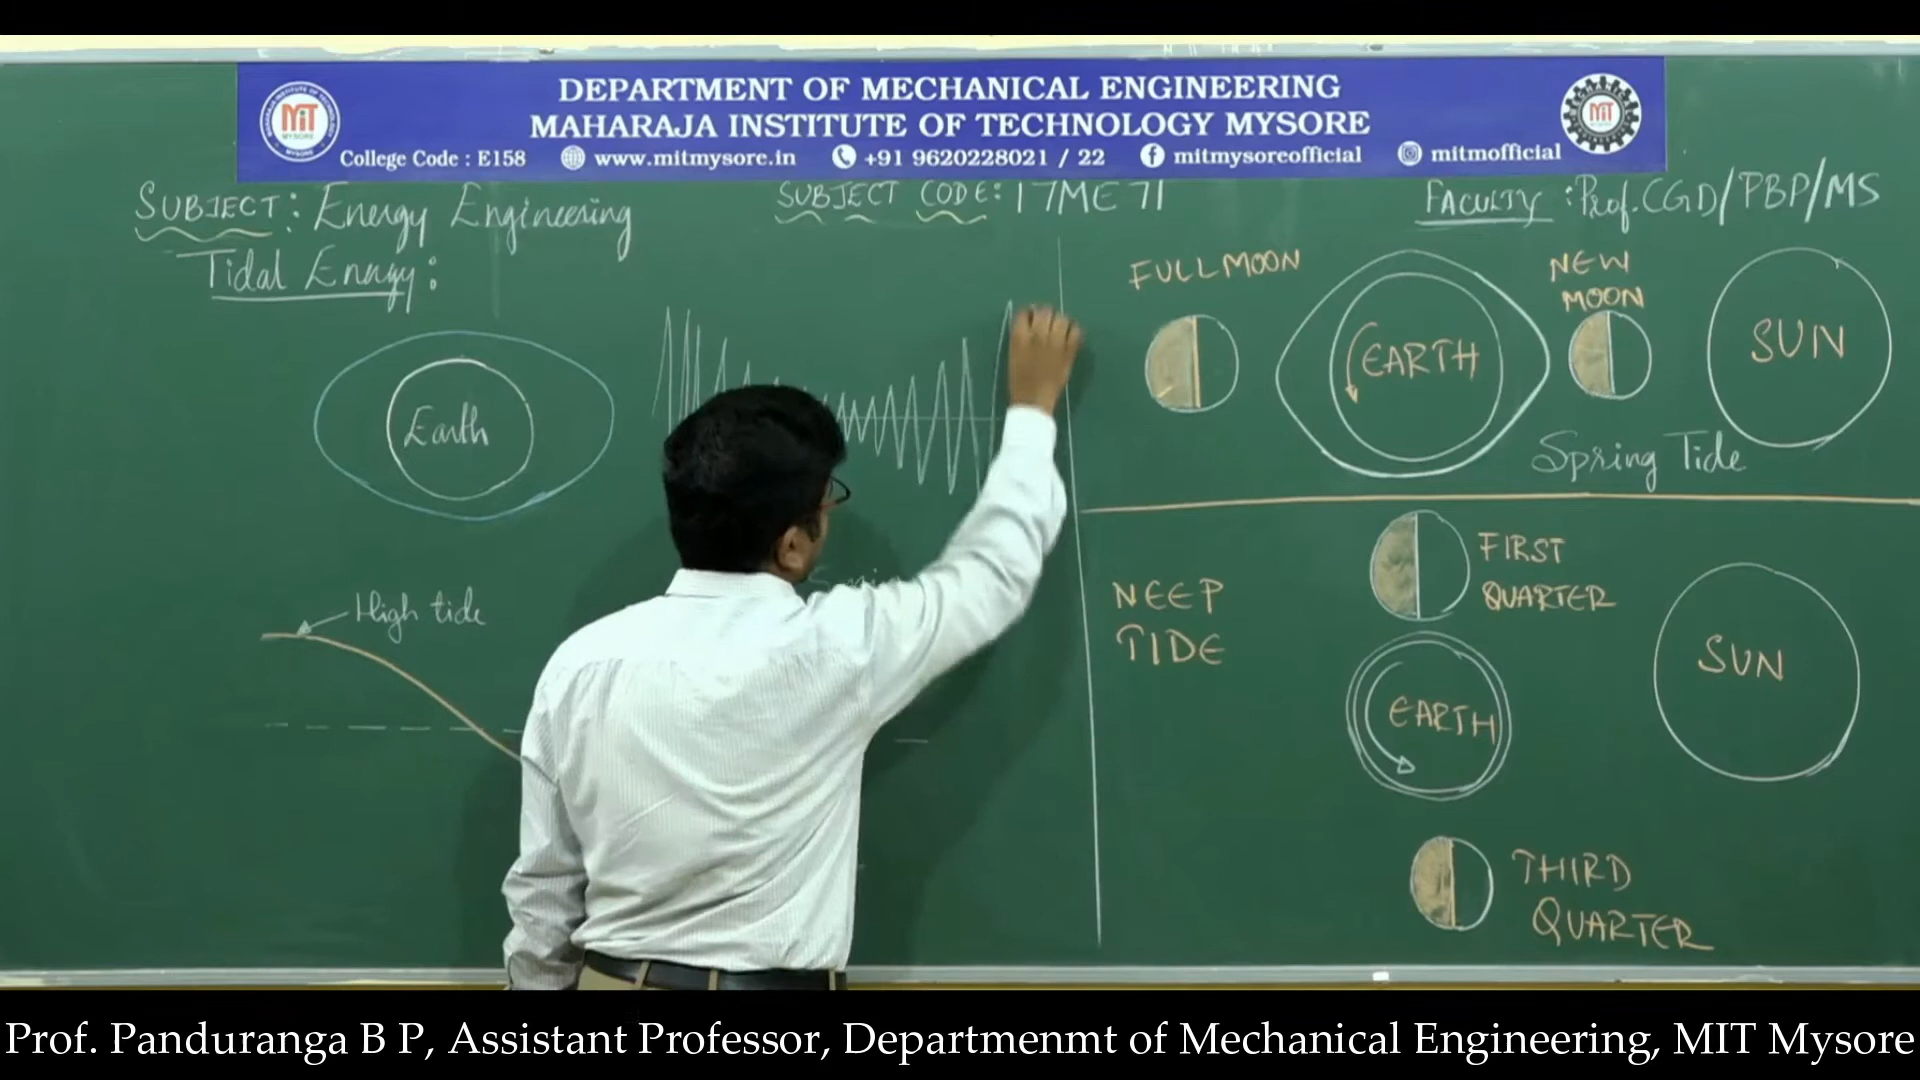 DEPARTMENT OF MECHANICAL ENGINEERING
MAHARAJA INSTITUTE OF TECHNOLOGY MYSORE
College Code : E158 www.mitmysore.in +91 9620228021 / 22 mitmysoreofficial mitmofficial
MiT
MYSORE
MiT
SUBJECT: Energy Engineering
SUBJECT CODE: 17ME71
FACULTY: Prof. CGD/PBP/MS
Tidal Energy:
Earth
High tide
FULL MOON
EARTH
NEW
MOON
SUN
Spring Tide
NEEP
TIDE
FIRST
QUARTER
EARTH
SUN
THIRD
QUARTER
Prof. Panduranga B P, Assistant Professor, Departmenmt of Mechanical Engineering, MIT Mysore